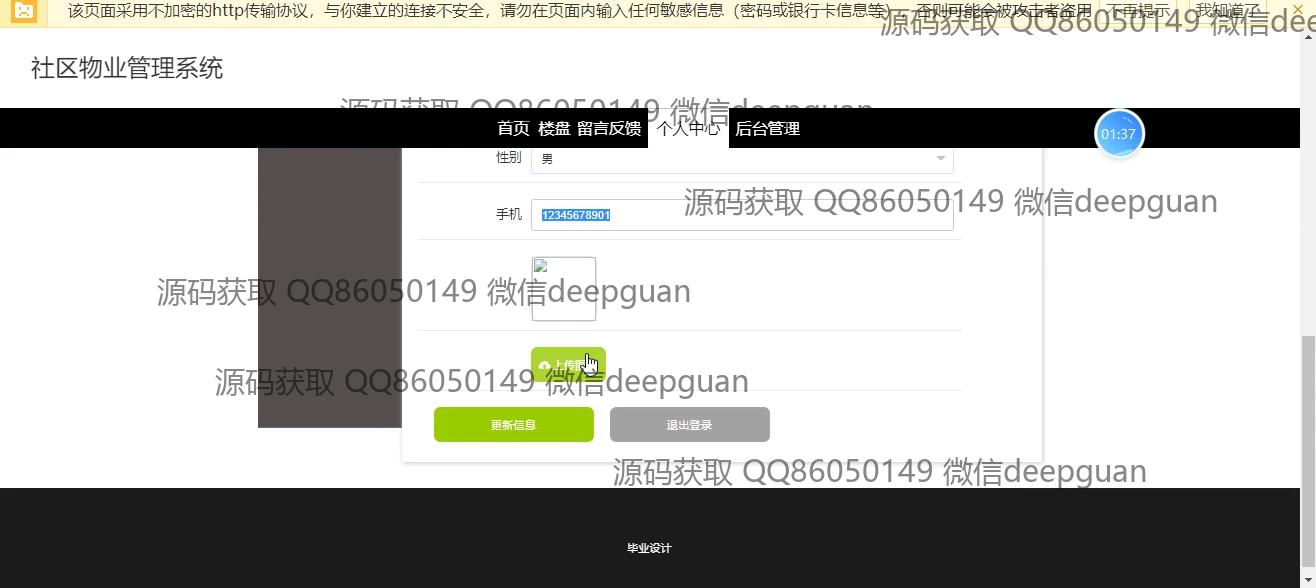 该页面采用不加密的http传输协议，与你建立的连接不安全，请勿在页面内输入任何敏感信息（密码或银行卡信息等），否则可能会被攻击者盗用 不再提示 我知道了
源码获取 QQ86050149 微信dee
社区物业管理系统
源码获取 QQ86050149 微信deepguan
首页 楼盘 留言反馈 个人中心 后台管理
01:37
性别 男
手机 12345678901
源码获取 QQ86050149 微信deepguan
源码获取 QQ86050149 微信deepguan
上传
源码获取 QQ86050149 微信deepguan
更新信息 退出登录
源码获取 QQ86050149 微信deepguan
毕业设计